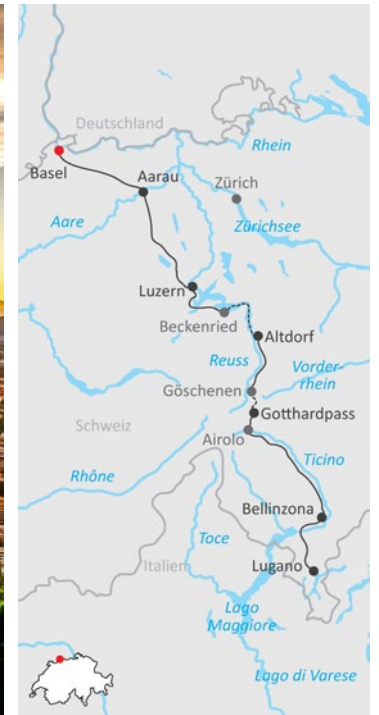 Deutschland
Rhein
Basel
Aarau
Zürich
Aare
Zürichsee
Luzern
Beckenried
Altdorf
Reuss
Vorder-
rhein
Göschenen
Gotthardpass
Schweiz
Airolo
Ticino
Rhône
Bellinzona
Toce
Italien
Lugano
Lago
Maggiore
Lago di Varese